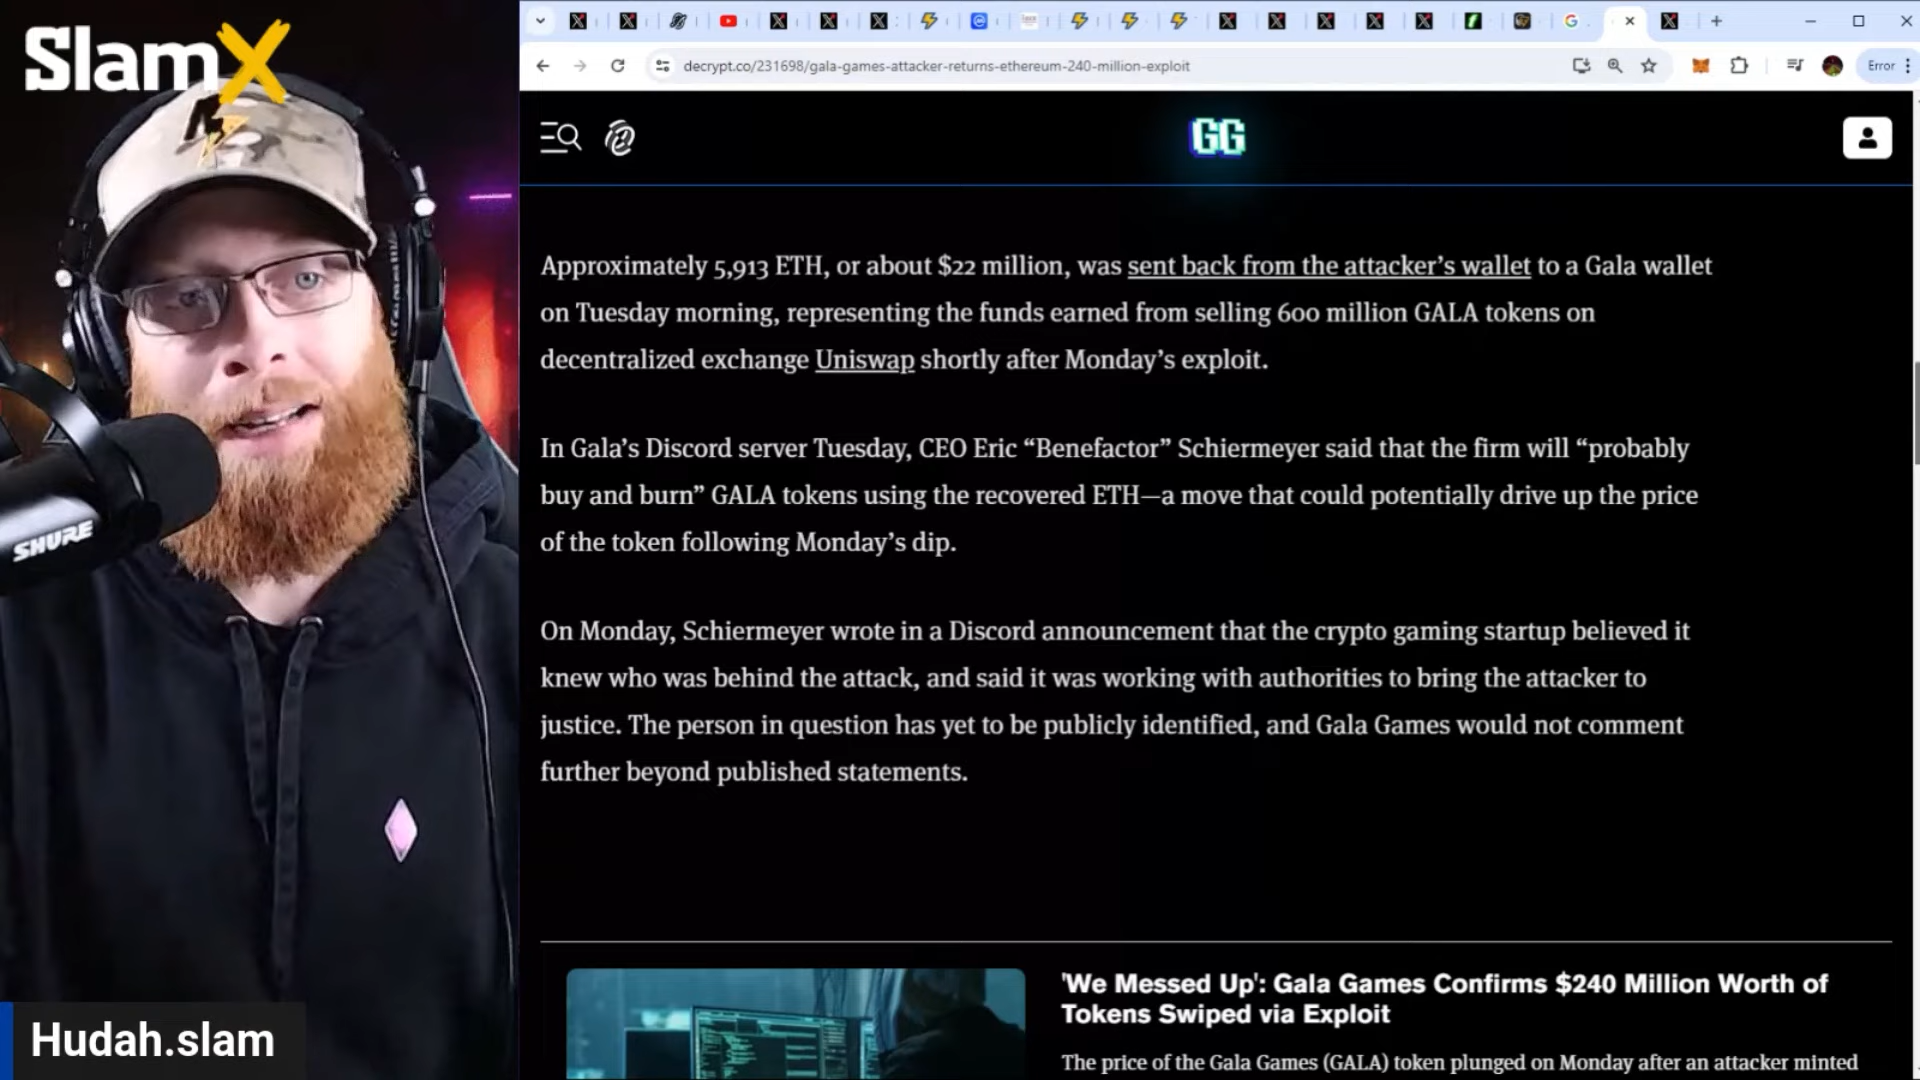 SlamX
decrypt.co/231698/gala-games-attacker-returns-ethereum-240-million-exploit
Error
GG
Approximately 5,913 ETH, or about $22 million, was sent back from the attacker's wallet to a Gala wallet
on Tuesday morning, representing the funds earned from selling 600 million GALA tokens on
decentralized exchange Uniswap shortly after Monday's exploit.
In Gala's Discord server Tuesday, CEO Eric “Benefactor” Schiermeyer said that the firm will “probably
buy and burn” GALA tokens using the recovered ETH—a move that could potentially drive up the price
of the token following Monday's dip.
On Monday, Schiermeyer wrote in a Discord announcement that the crypto gaming startup believed it
knew who was behind the attack, and said it was working with authorities to bring the attacker to
justice. The person in question has yet to be publicly identified, and Gala Games would not comment
further beyond published statements.
'We Messed Up': Gala Games Confirms $240 Million Worth of
Tokens Swiped via Exploit
The price of the Gala Games (GALA) token plunged on Monday after an attacker minted
SHURE
Hudah.slam